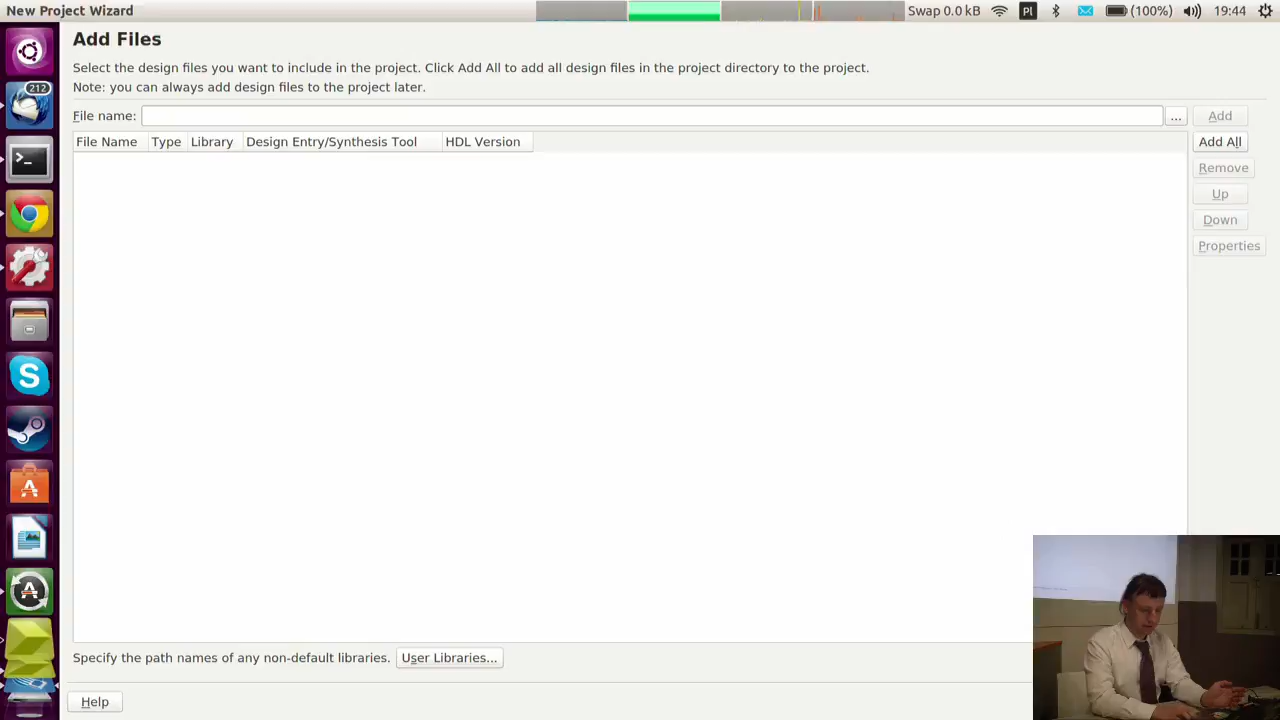 New Project Wizard
Swap 0.0 kB
Pl
(100%)
19:44
Add Files
Select the design files you want to include in the project. Click Add All to add all design files in the project directory to the project.
Note: you can always add design files to the project later.
File name:
...
Add
File Name Type Library Design Entry/Synthesis Tool HDL Version
Add All
Remove
Up
Down
Properties
212
Specify the path names of any non-default libraries. User Libraries...
Help